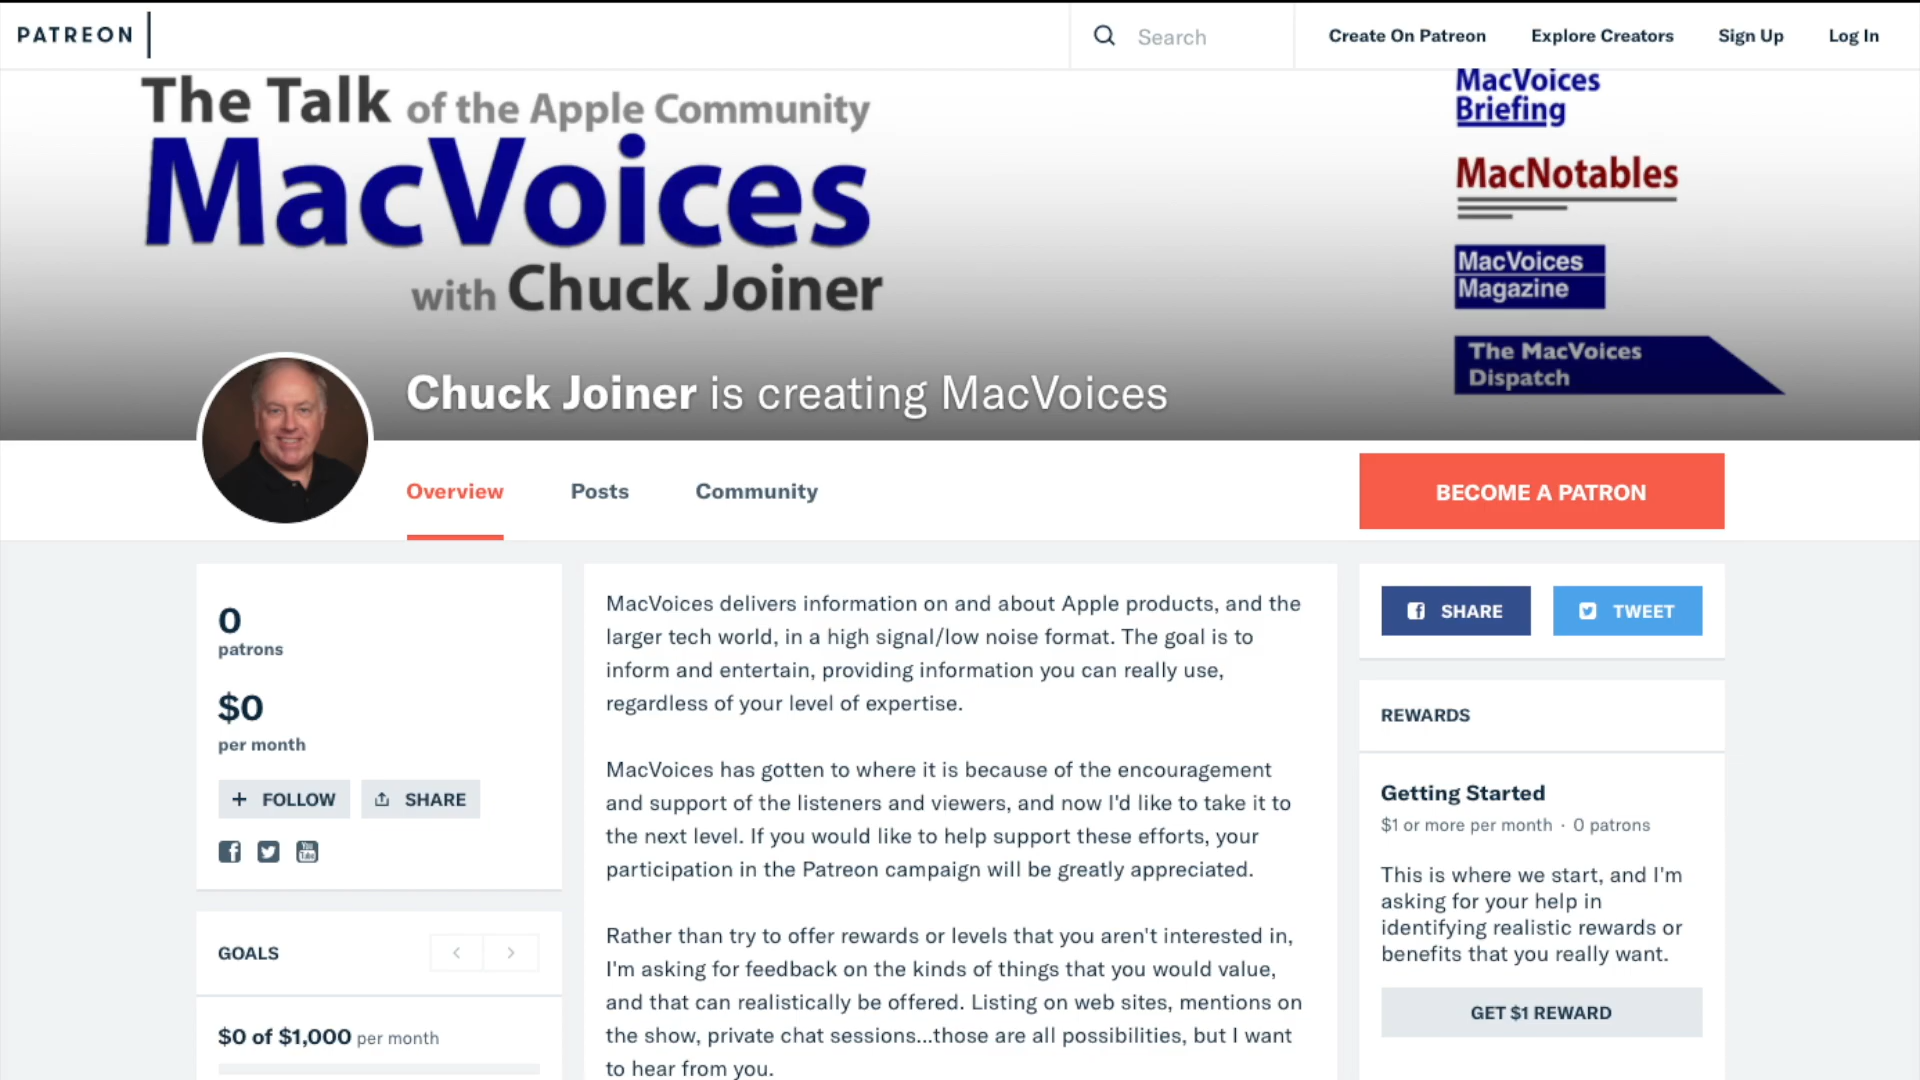 PATREON
Search
Create On Patreon
Explore Creators
Sign Up
Log In
The Talk of the Apple Community
MacVoices
with Chuck Joiner
MacVoices
Briefing
MacNotables
MacVoices
Magazine
The MacVoices
Dispatch
Chuck Joiner is creating MacVoices
Overview
Posts
Community
BECOME A PATRON
0
patrons
$0
per month
FOLLOW
SHARE
You
Tube
GOALS
$0 of $1,000 per month
MacVoices delivers information on and about Apple products, and the
larger tech world, in a high signal/low noise format. The goal is to
inform and entertain, providing information you can really use,
regardless of your level of expertise.
MacVoices has gotten to where it is because of the encouragement
and support of the listeners and viewers, and now I'd like to take it to
the next level. If you would like to help support these efforts, your
participation in the Patreon campaign will be greatly appreciated.
Rather than try to offer rewards or levels that you aren't interested in,
I'm asking for feedback on the kinds of things that you would value,
and that can realistically be offered. Listing on web sites, mentions on
the show, private chat sessions...those are all possibilities, but I want
to hear from you.
SHARE
TWEET
REWARDS
Getting Started
$1 or more per month · 0 patrons
This is where we start, and I'm
asking for your help in
identifying realistic rewards or
benefits that you really want.
GET $1 REWARD